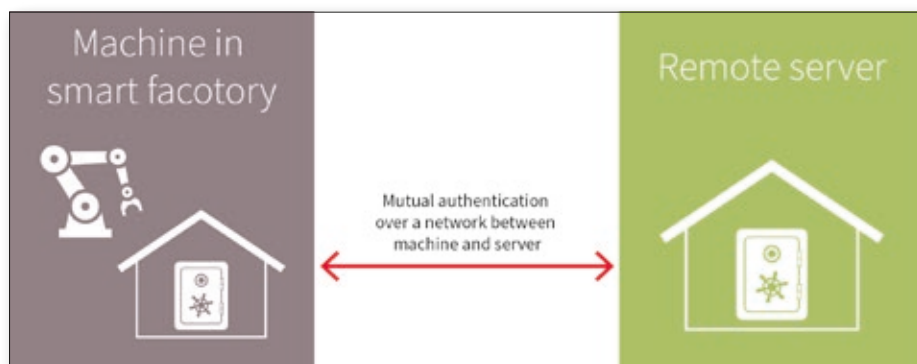 Machine in
smart facotory
Remote server
Mutual authentication
over a network between
machine and server